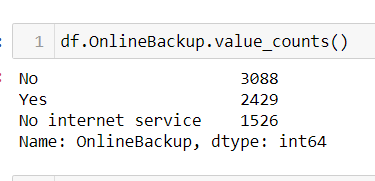 1 df.OnlineBackup.value_counts()
No 3088
Yes 2429
No internet service 1526
Name: OnlineBackup, dtype: int64